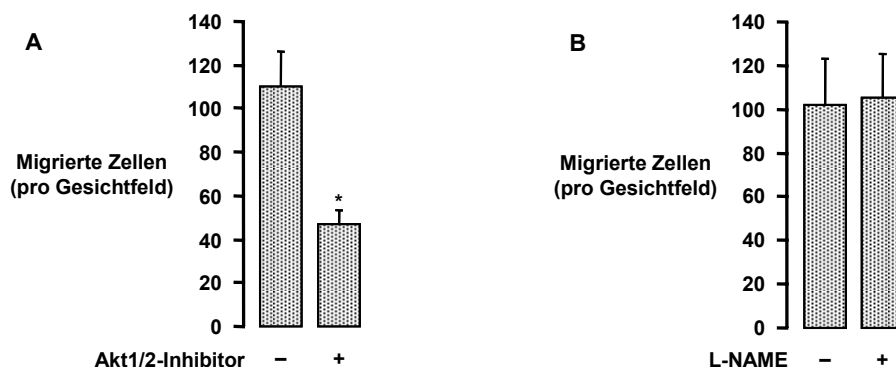 A
140
120
100
80
60
40
20
0
Migrierte Zellen
(pro Gesichtfeld)
*
Akt1/2-Inhibitor – +
B
140
120
100
80
60
40
20
0
Migrierte Zellen
(pro Gesichtfeld)
L-NAME – +